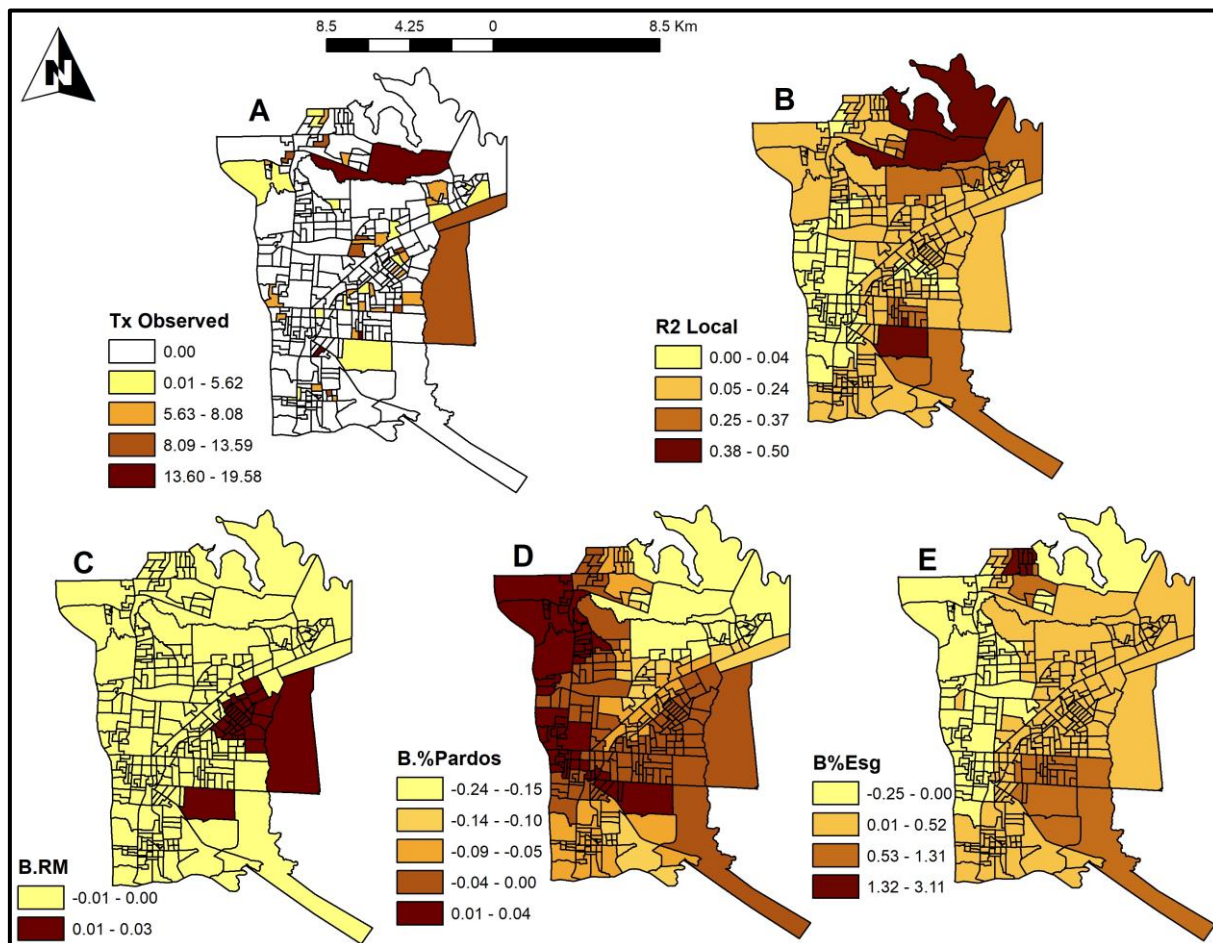 8.5 4.25 0 8.5 Km
N
A
B
Tx Observed
0.00
0.01 - 5.62
5.63 - 8.08
8.09 - 13.59
13.60 - 19.58
R2 Local
0.00 - 0.04
0.05 - 0.24
0.25 - 0.37
0.38 - 0.50
C
D
E
B.RM
-0.01 - 0.00
0.01 - 0.03
B.%Pardos
-0.24 - -0.15
-0.14 - -0.10
-0.09 - -0.05
-0.04 - 0.00
0.01 - 0.04
B%Esg
-0.25 - 0.00
0.01 - 0.52
0.53 - 1.31
1.32 - 3.11